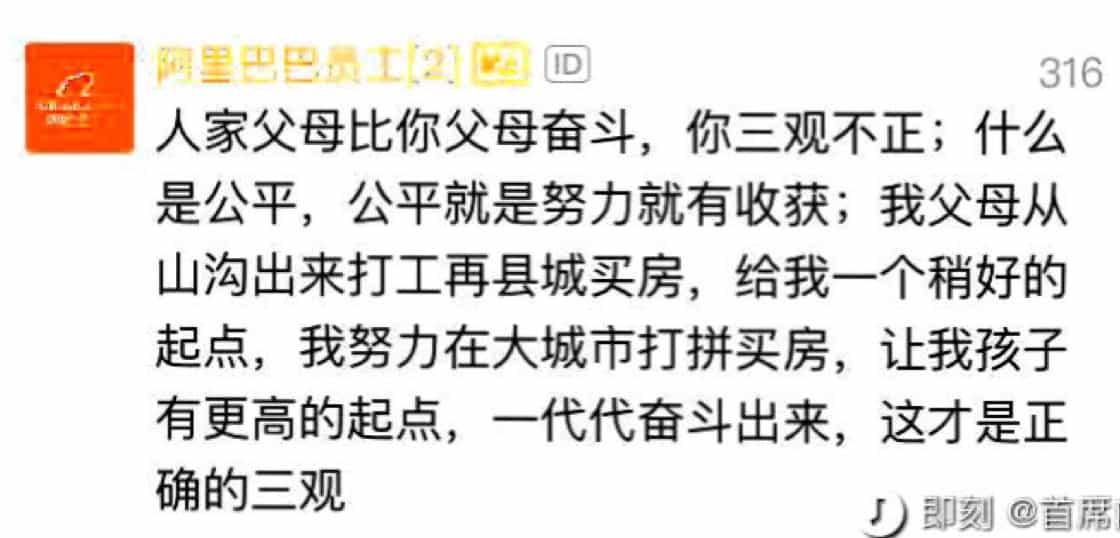 阿里巴巴员工[2] ID
316
人家父母比你父母奋斗，你三观不正；什么
是公平，公平就是努力就有收获；我父母从
山沟出来打工再县城买房，给我一个稍好的
起点，我努力在大城市打拼买房，让我孩子
有更高的起点，一代代奋斗出来，这才是正
确的三观
即刻 @首席